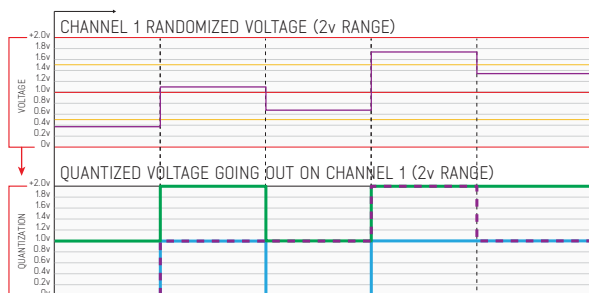 CHANNEL 1 RANDOMIZED VOLTAGE (2v RANGE)
VOLTAGE
+2.0v
1.8v
1.6v
1.4v
1.2v
1.0v
0.8v
0.6v
0.4v
0.2v
0v
QUANTIZED VOLTAGE GOING OUT ON CHANNEL 1 (2v RANGE)
QUANTIZATION
+2.0v
1.8v
1.6v
1.4v
1.2v
1.0v
0.8v
0.6v
0.4v
0.2v
0v